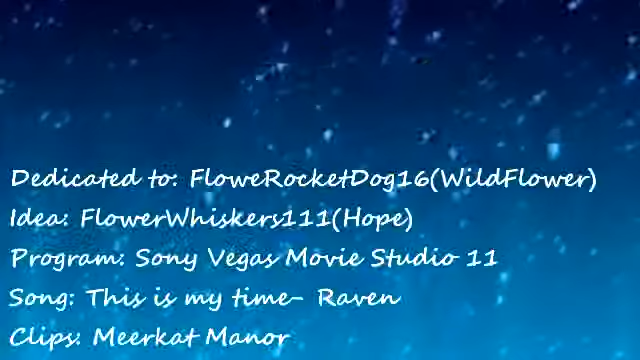 Dedicated to: FloweRocketDog16(WildFlower)
Idea: FlowerWhiskers111(Hope)
Program: Sony Vegas Movie Studio 11
Song: This is my time- Raven
Clips: Meerkat Manor